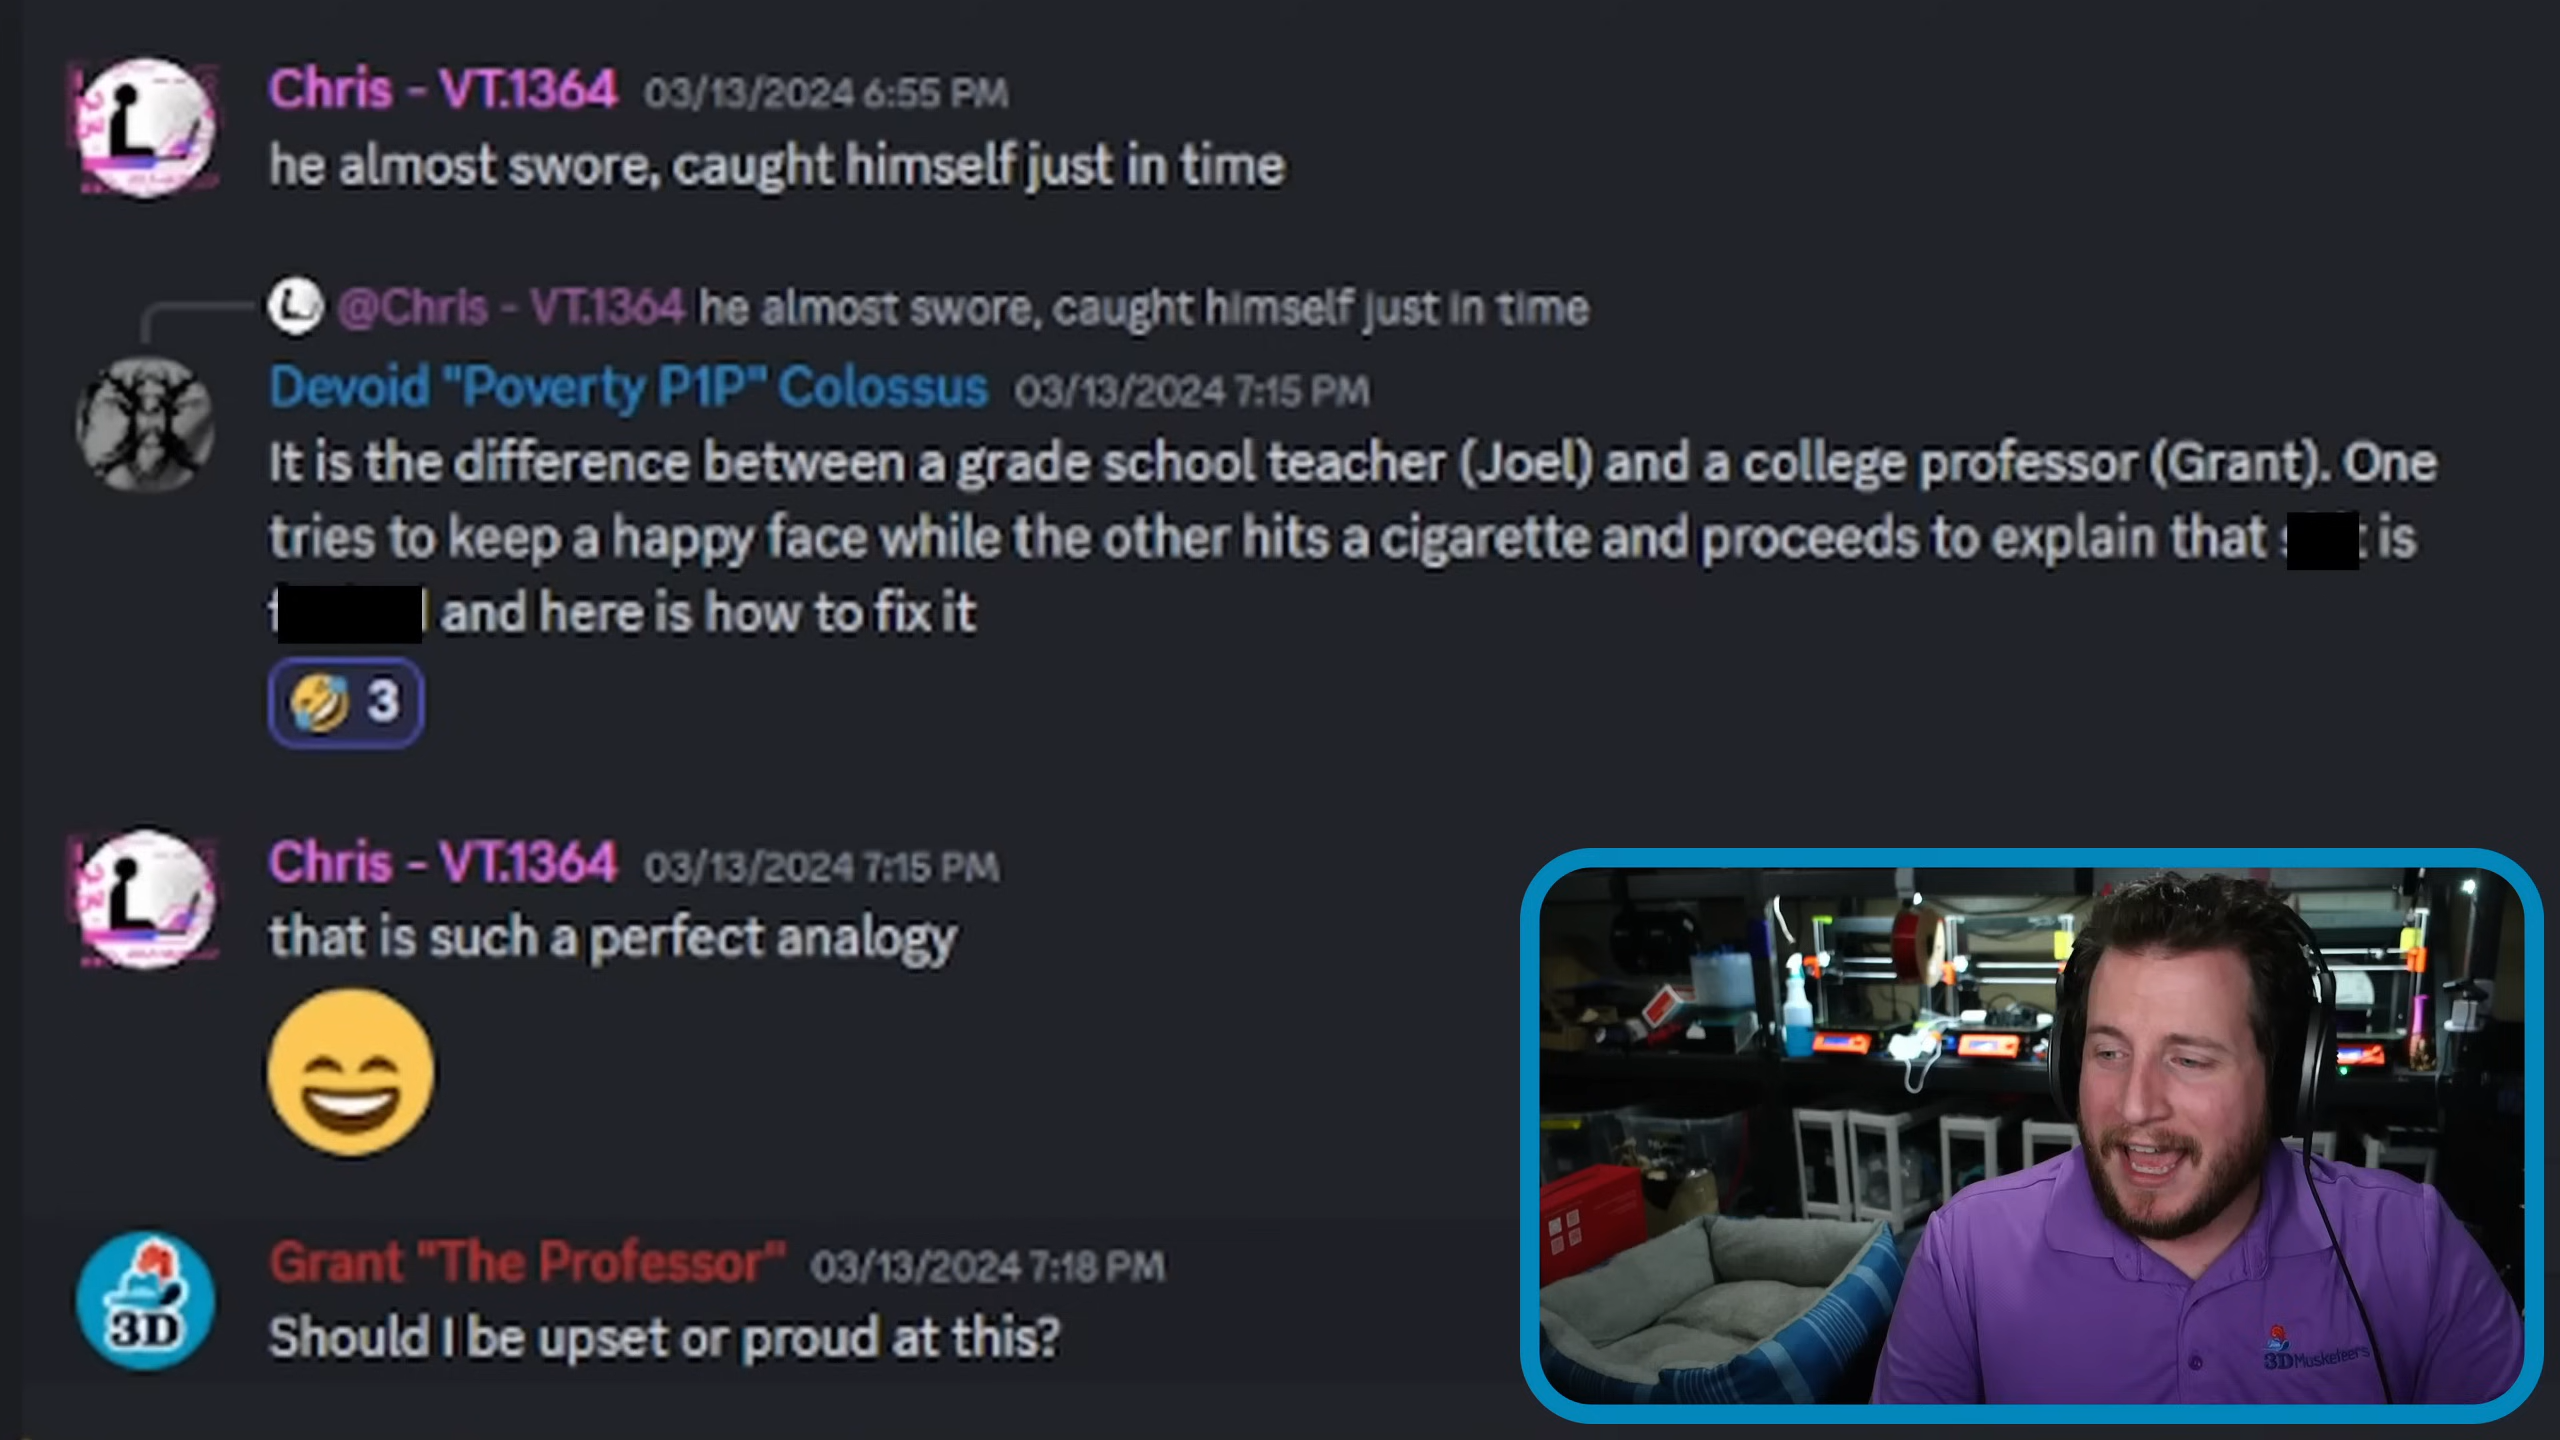 Chris - VT.1364 03/13/2024 6:55 PM
he almost swore, caught himself just in time
@Chris - VT.1364 he almost swore, caught himself just in time
Devoid "Poverty P1P" Colossus 03/13/2024 7:15 PM
It is the difference between a grade school teacher (Joel) and a college professor (Grant). One
tries to keep a happy face while the other hits a cigarette and proceeds to explain that is
and here is how to fix it
3
Chris - VT.1364 03/13/2024 7:15 PM
that is such a perfect analogy
3D
Grant "The Professor" 03/13/2024 7:18 PM
Should I be upset or proud at this?
3DMusketeers